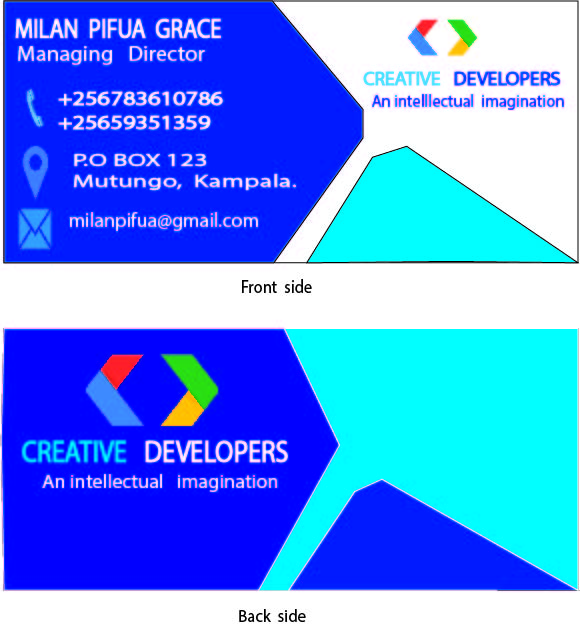 MILAN PIFUA GRACE
Managing Director
+256783610786
+25659351359
P.O BOX 123
Mutungo, Kampala.
milanpifua@gmail.com
CREATIVE DEVELOPERS
An intelllectual imagination
Front side
CREATIVE DEVELOPERS
An intellectual imagination
Back side